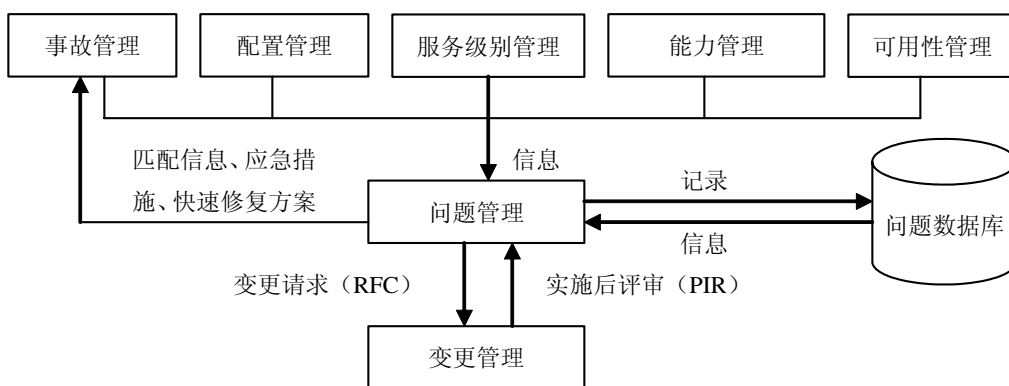 事故管理
配置管理
服务级别管理
能力管理
可用性管理
匹配信息、应急措
施、快速修复方案
信息
问题管理
记录
信息
问题数据库
变更请求（RFC）
实施后评审（PIR）
变更管理